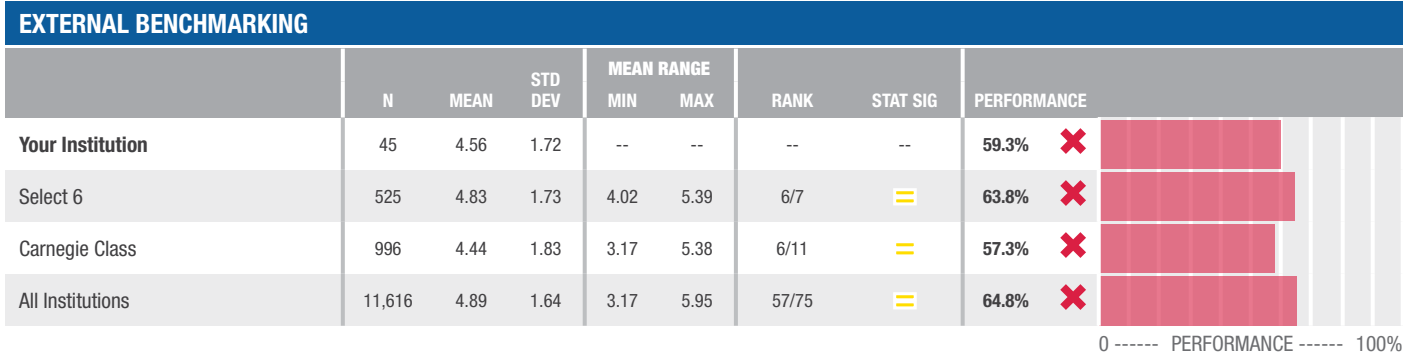 EXTERNAL BENCHMARKING
N MEAN STD DEV MEAN RANGE MIN MAX RANK STAT SIG PERFORMANCE
Your Institution 45 4.56 1.72 -- -- -- -- 59.3%
Select 6 525 4.83 1.73 4.02 5.39 6/7 = 63.8%
Carnegie Class 996 4.44 1.83 3.17 5.38 6/11 = 57.3%
All Institutions 11,616 4.89 1.64 3.17 5.95 57/75 = 64.8%
0 ------ PERFORMANCE ------ 100%